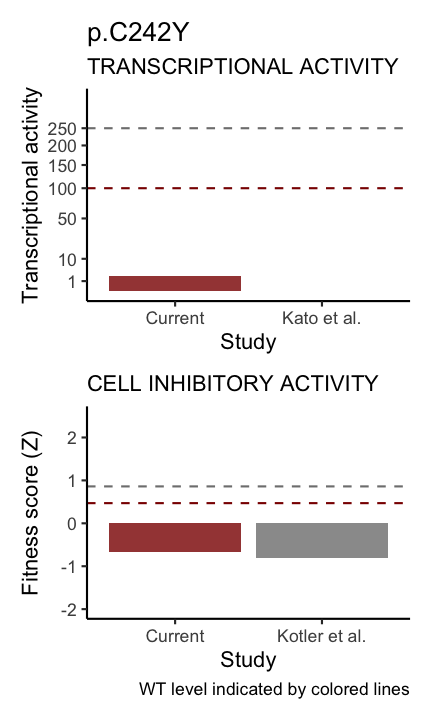 p.C242Y
TRANSCRIPTIONAL ACTIVITY
Transcriptional activity
250
200
150
100
50
10
1
Current
Kato et al.
Study
CELL INHIBITORY ACTIVITY
Fitness score (Z)
2
1
0
-1
-2
Current
Kotler et al.
Study
WT level indicated by colored lines